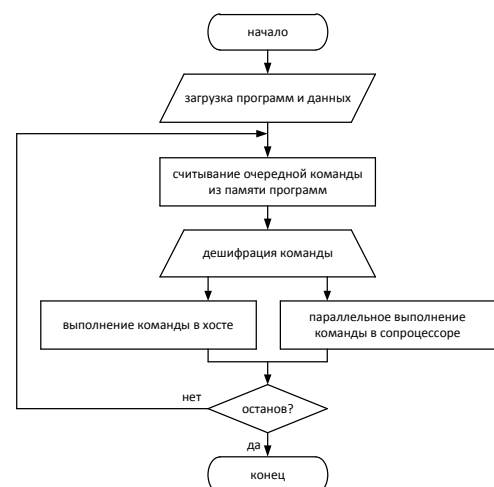 начало
загрузка программ и данных
считывание очередной команды
из памяти программ
дешифрация команды
выполнение команды в хосте
параллельное выполнение
команды в сопроцессоре
нет
останов?
да
конец